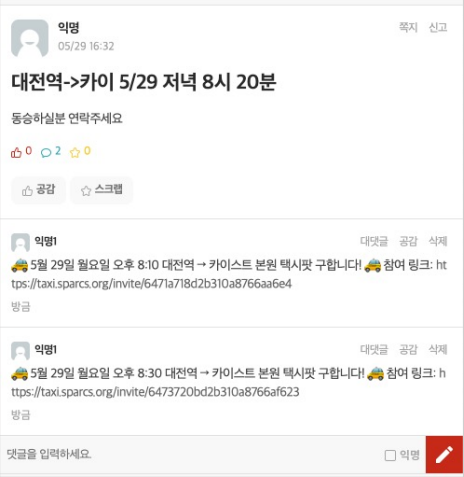 익명
05/29 16:32
쪽지 신고
대전역->카이 5/29 저녁 8시 20분
동승하실분 연락주세요
0 2 0
공감 스크랩
익명1
대댓글 공감 삭제
🚕 5월 29일 월요일 오후 8:10 대전역 → 카이스트 본원 택시팟 구합니다! 🚕 참여 링크: ht
tps://taxi.sparcs.org/invite/6471a718d2b310a8766aa6e4
방금
익명1
대댓글 공감 삭제
🚕 5월 29일 월요일 오후 8:30 대전역 → 카이스트 본원 택시팟 구합니다! 🚕 참여 링크: h
ttps://taxi.sparcs.org/invite/6473720bd2b310a8766af623
방금
댓글을 입력하세요.
익명